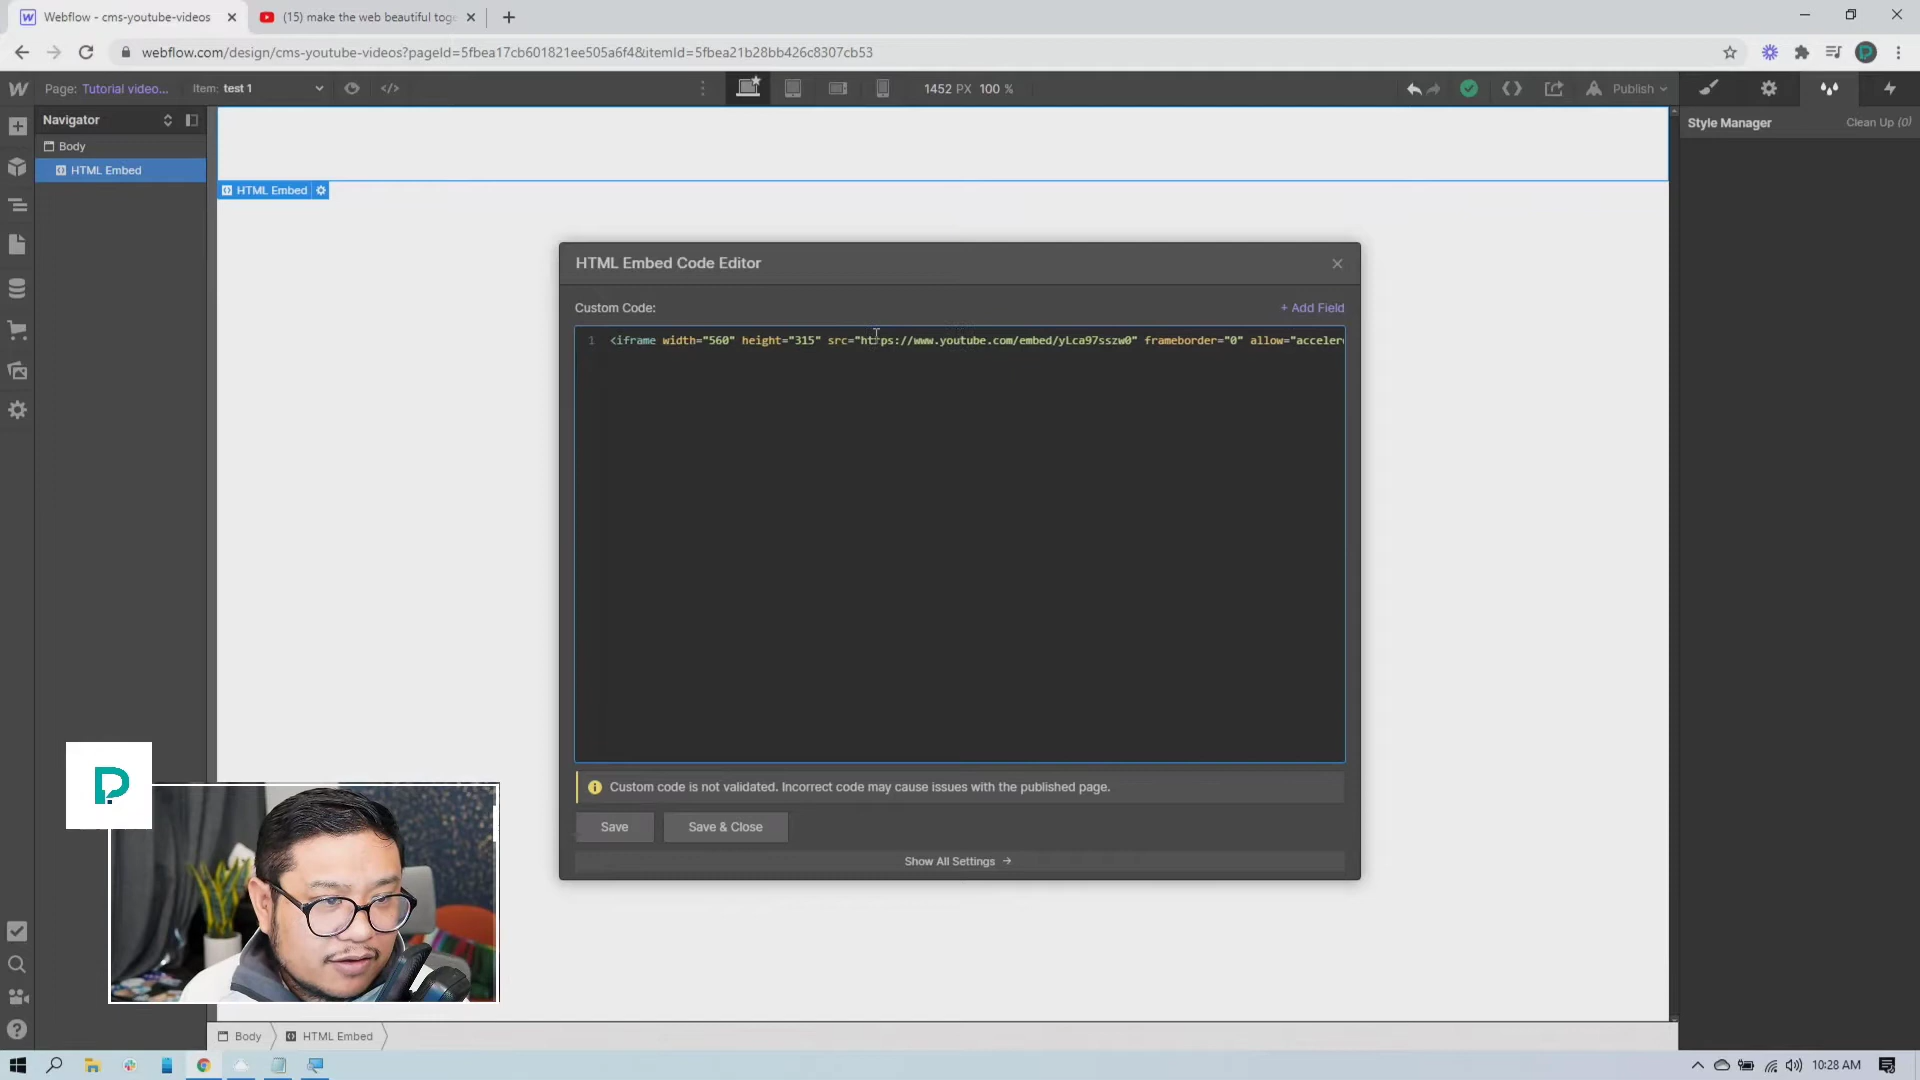 Webflow - cms-youtube-videos
(15) make the web beautiful toge
webflow.com/design/cms-youtube-videos?pageId=5fbea17cb601821ee505a6f4&itemId=5fbea21b28bb426c8307cb53
Page: Tutorial video...
Item: test 1
1452 PX 100 %
Publish
Navigator
Style Manager
Clean Up (0)
Body
HTML Embed
HTML Embed
HTML Embed Code Editor
Custom Code:
+ Add Field
1 <iframe width="560" height="315" src="https://www.youtube.com/embed/yLca97sszw0" frameborder="0" allow="accelero
Custom code is not validated. Incorrect code may cause issues with the published page.
Save
Save & Close
Show All Settings →
Body
HTML Embed
10:28 AM